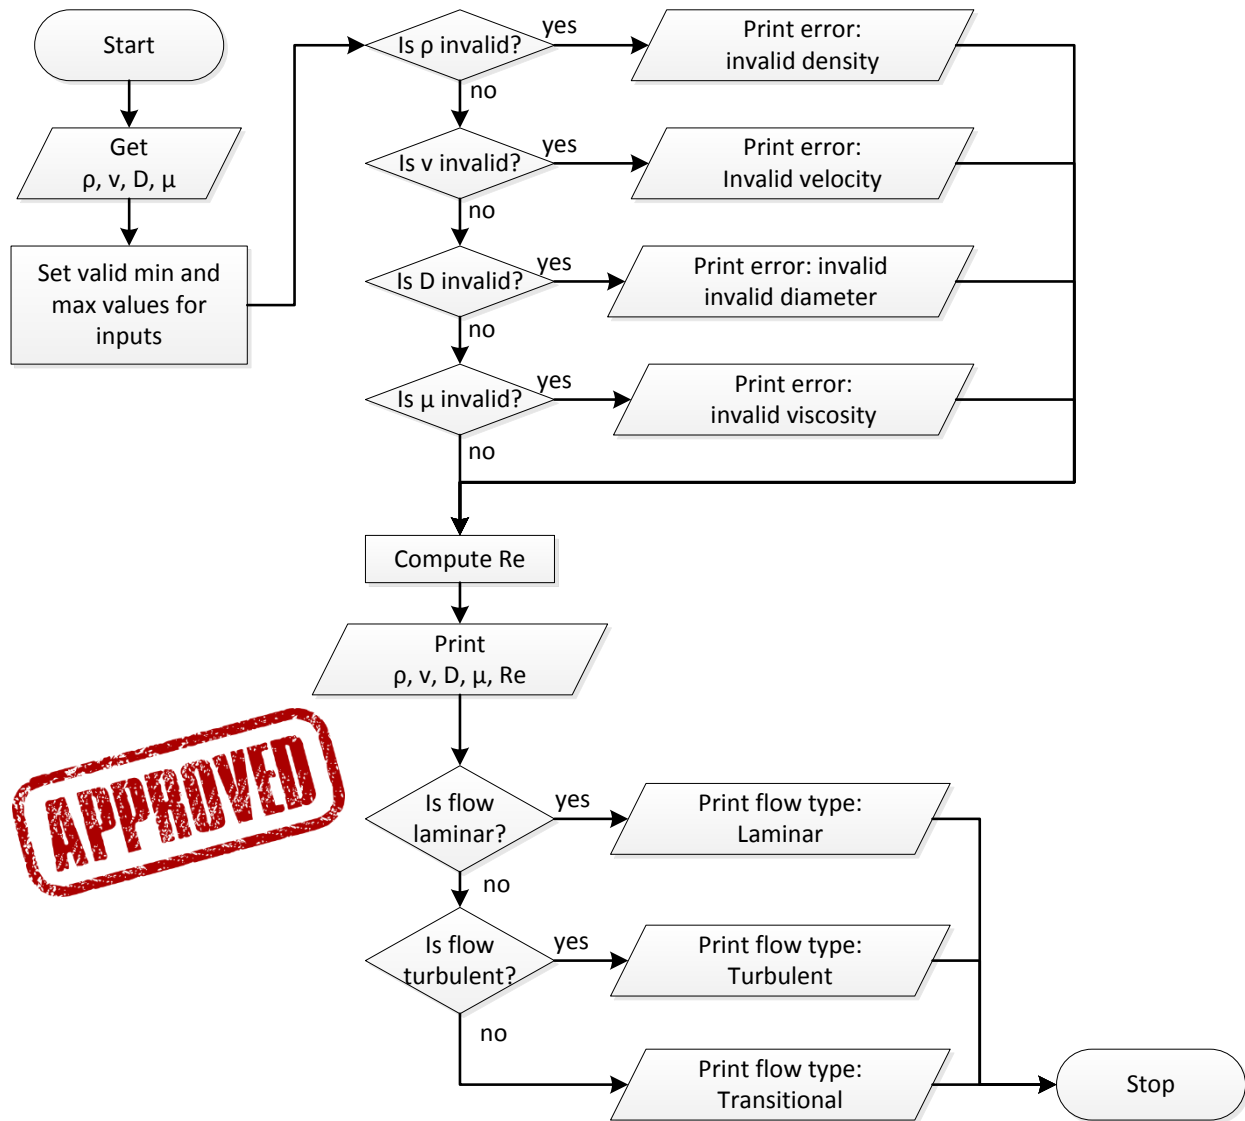 Start
Get
ρ, v, D, μ
Set valid min and
max values for
inputs
Is ρ invalid?
yes
Print error:
invalid density
no
Is v invalid?
yes
Print error:
Invalid velocity
no
Is D invalid?
yes
Print error: invalid
invalid diameter
no
Is μ invalid?
yes
Print error:
invalid viscosity
no
Compute Re
Print
ρ, v, D, μ, Re
APPROVED
Is flow
laminar?
yes
Print flow type:
Laminar
no
Is flow
turbulent?
yes
Print flow type:
Turbulent
no
Print flow type:
Transitional
Stop